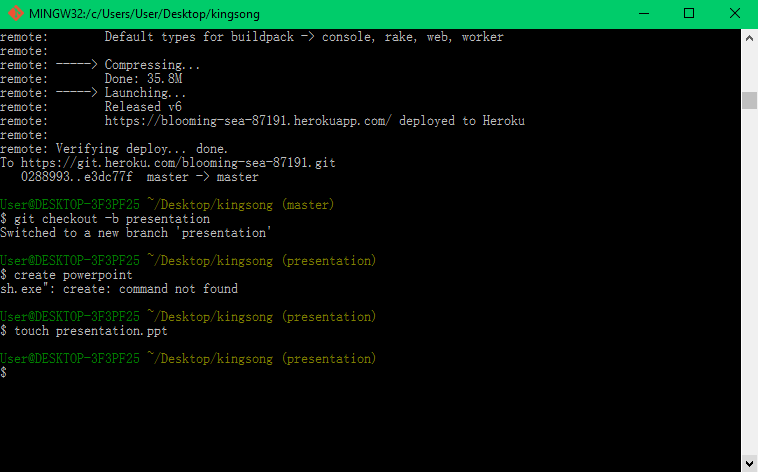 MINGW32:/c/Users/User/Desktop/kingsong
remote:        Default types for buildpack -> console, rake, web, worker
remote:
remote: -----> Compressing...
remote:        Done: 35.8M
remote: -----> Launching...
remote:        Released v6
remote:        https://blooming-sea-87191.herokuapp.com/ deployed to Heroku
remote:
remote: Verifying deploy... done.
To https://git.heroku.com/blooming-sea-87191.git
   0288993..e3dc77f  master -> master
User@DESKTOP-3F3PF25 ~/Desktop/kingsong (master)
$ git checkout -b presentation
Switched to a new branch 'presentation'
User@DESKTOP-3F3PF25 ~/Desktop/kingsong (presentation)
$ create powerpoint
sh.exe": create: command not found
User@DESKTOP-3F3PF25 ~/Desktop/kingsong (presentation)
$ touch presentation.ppt
User@DESKTOP-3F3PF25 ~/Desktop/kingsong (presentation)
$